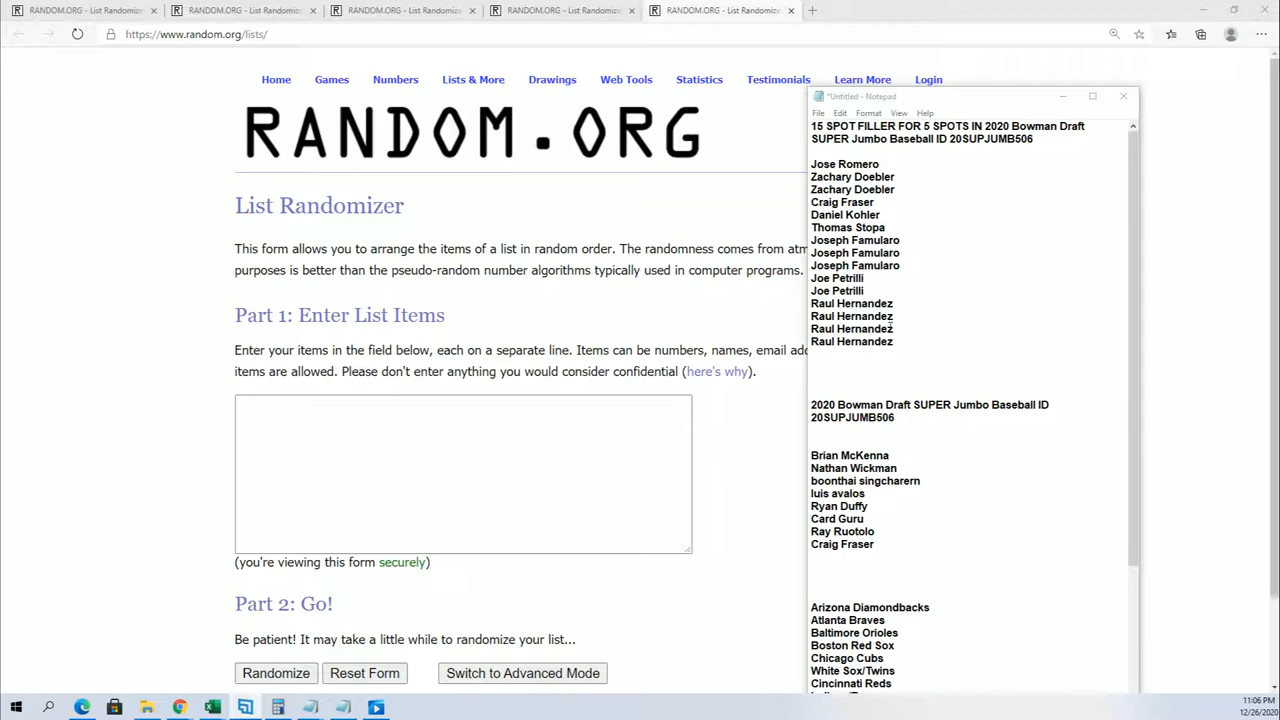 RANDOM.ORG - List Randomizer
RANDOM.ORG - List Randomizer
RANDOM.ORG - List Randomizer
RANDOM.ORG - List Randomizer
RANDOM.ORG - List Randomizer
https://www.random.org/lists/
Home Games Numbers Lists & More Drawings Web Tools Statistics Testimonials Learn More Login
RANDOM.ORG
List Randomizer
This form allows you to arrange the items of a list in random order. The randomness comes from atm
purposes is better than the pseudo-random number algorithms typically used in computer programs.
Part 1: Enter List Items
Enter your items in the field below, each on a separate line. Items can be numbers, names, email add
items are allowed. Please don't enter anything you would consider confidential (here's why).
(you're viewing this form securely)
Part 2: Go!
Be patient! It may take a little while to randomize your list...
Randomize Reset Form Switch to Advanced Mode
*Untitled - Notepad
File Edit Format View Help
15 SPOT FILLER FOR 5 SPOTS IN 2020 Bowman Draft
SUPER Jumbo Baseball ID 20SUPJUMB506
Jose Romero
Zachary Doebler
Zachary Doebler
Craig Fraser
Daniel Kohler
Thomas Stopa
Joseph Famularo
Joseph Famularo
Joseph Famularo
Joe Petrilli
Joe Petrilli
Raul Hernandez
Raul Hernandez
Raul Hernandez
Raul Hernandez
2020 Bowman Draft SUPER Jumbo Baseball ID
20SUPJUMB506
Brian McKenna
Nathan Wickman
boonthai singcharern
luis avalos
Ryan Duffy
Card Guru
Ray Ruotolo
Craig Fraser
Arizona Diamondbacks
Atlanta Braves
Baltimore Orioles
Boston Red Sox
Chicago Cubs
White Sox/Twins
Cincinnati Reds
11:06 PM
12/26/2020